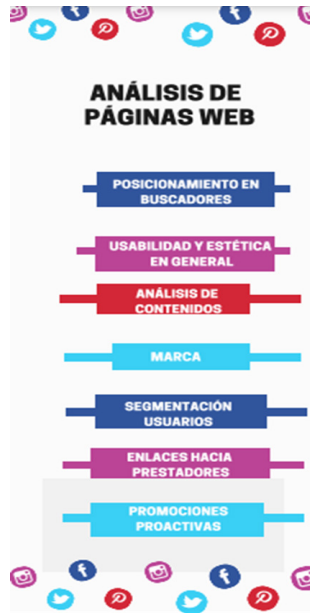 ANÁLISIS DE
PÁGINAS WEB
POSICIONAMIENTO EN
BUSCADORES
USABILIDAD Y ESTÉTICA
EN GENERAL
ANÁLISIS DE
CONTENIDOS
MARCA
SEGMENTACIÓN
USUARIOS
ENLACES HACIA
PRESTADORES
PROMOCIONES
PROACTIVAS